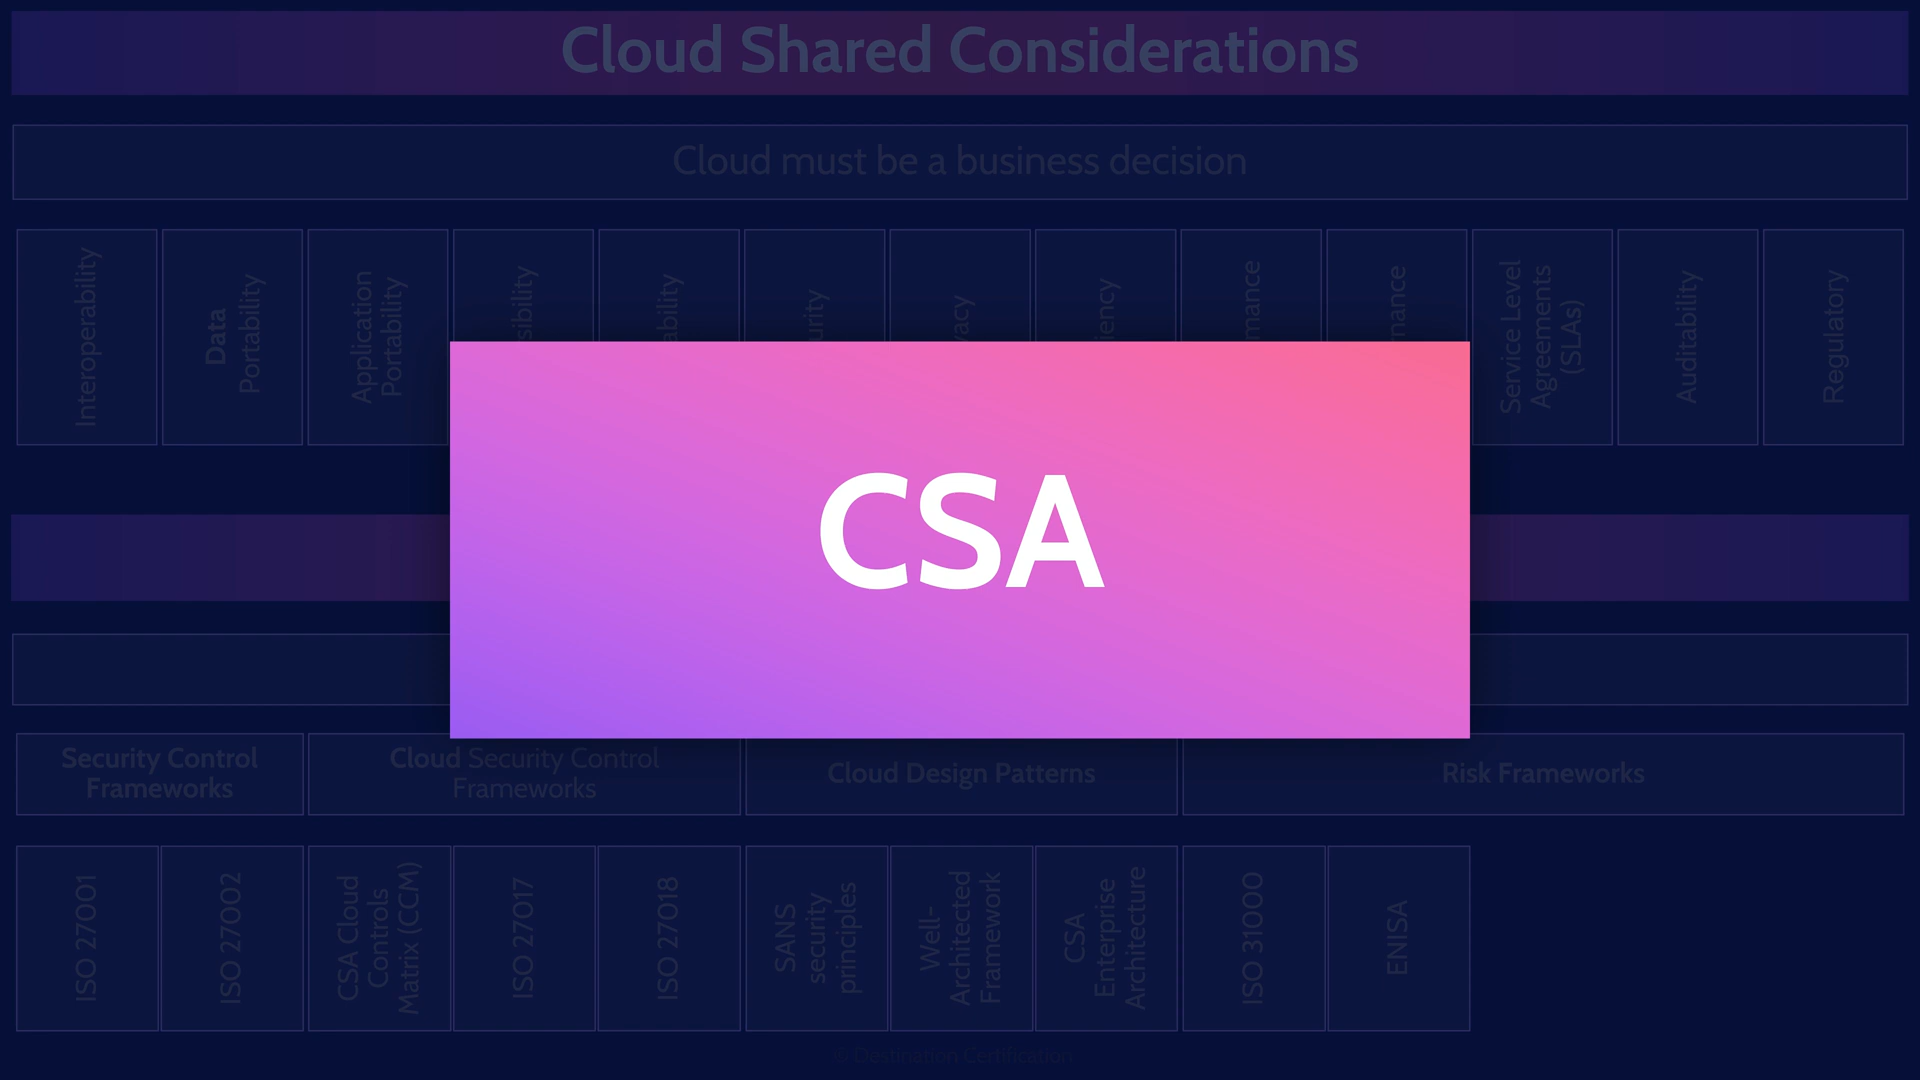 Cloud Shared Considerations
Cloud must be a business decision
Interoperability
Data
Portability
Application
Portability
Service Level
Agreements
(SLAs)
Auditability
Regulatory
CSA
Security Control
Frameworks
Cloud Security Control
Frameworks
Cloud Design Patterns
Risk Frameworks
ISO 27001
ISO 27002
CSA Cloud
Controls
Matrix (CCM)
ISO 27017
ISO 27018
SANS
security
principles
Well-
Architected
Framework
CSA
Enterprise
Architecture
ISO 31000
ENISA
© Destination Certification